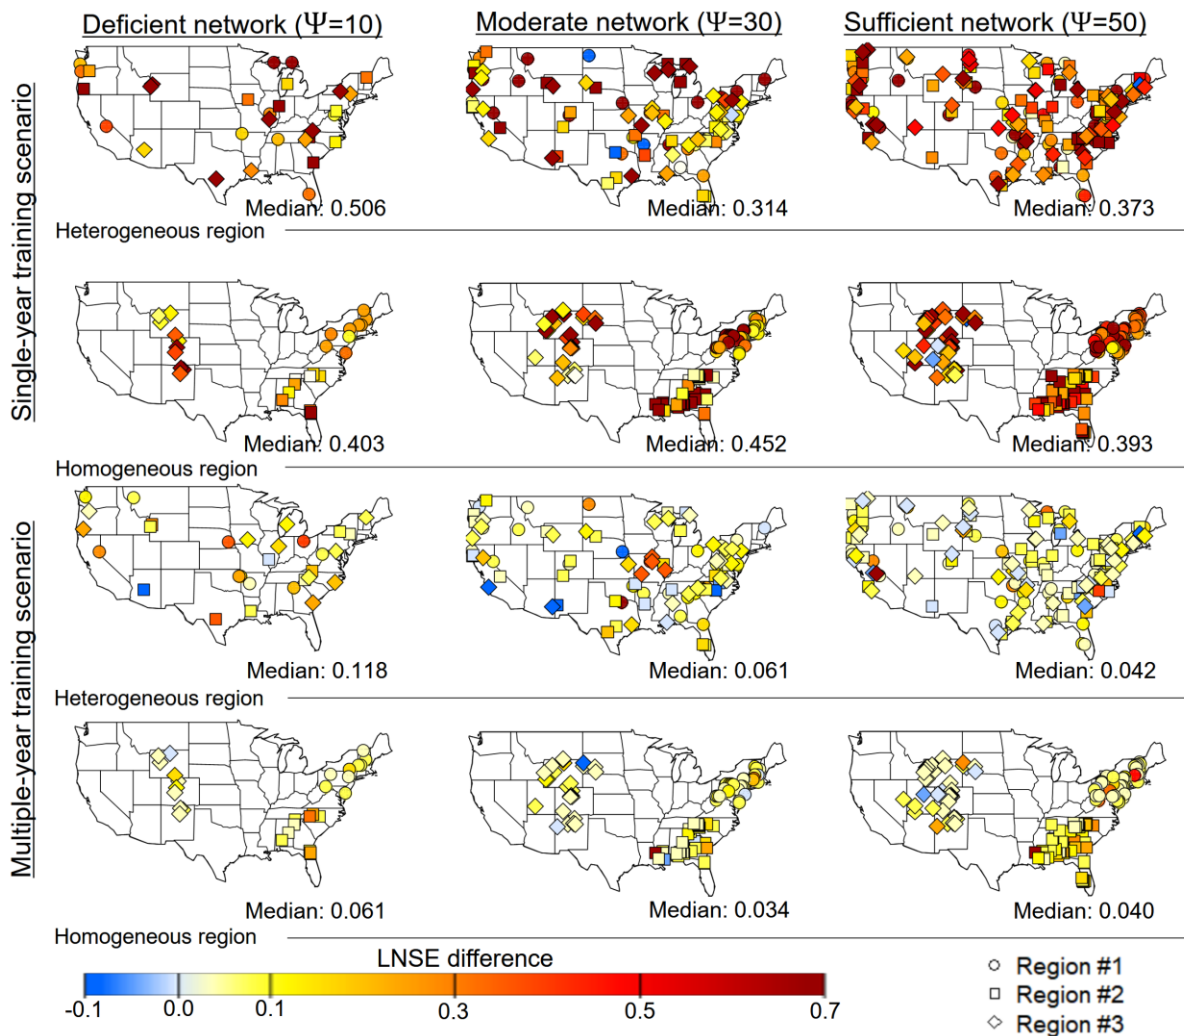 Deficient network (Ψ=10)
Moderate network (Ψ=30)
Sufficient network (Ψ=50)
Single-year training scenario
Median: 0.506
Median: 0.314
Median: 0.373
Heterogeneous region
Median: 0.403
Median: 0.452
Median: 0.393
Homogeneous region
Multiple-year training scenario
Median: 0.118
Median: 0.061
Median: 0.042
Heterogeneous region
Median: 0.061
Median: 0.034
Median: 0.040
Homogeneous region
LNSE difference
-0.1 0.0 0.1 0.3 0.5 0.7
Region #1
Region #2
Region #3